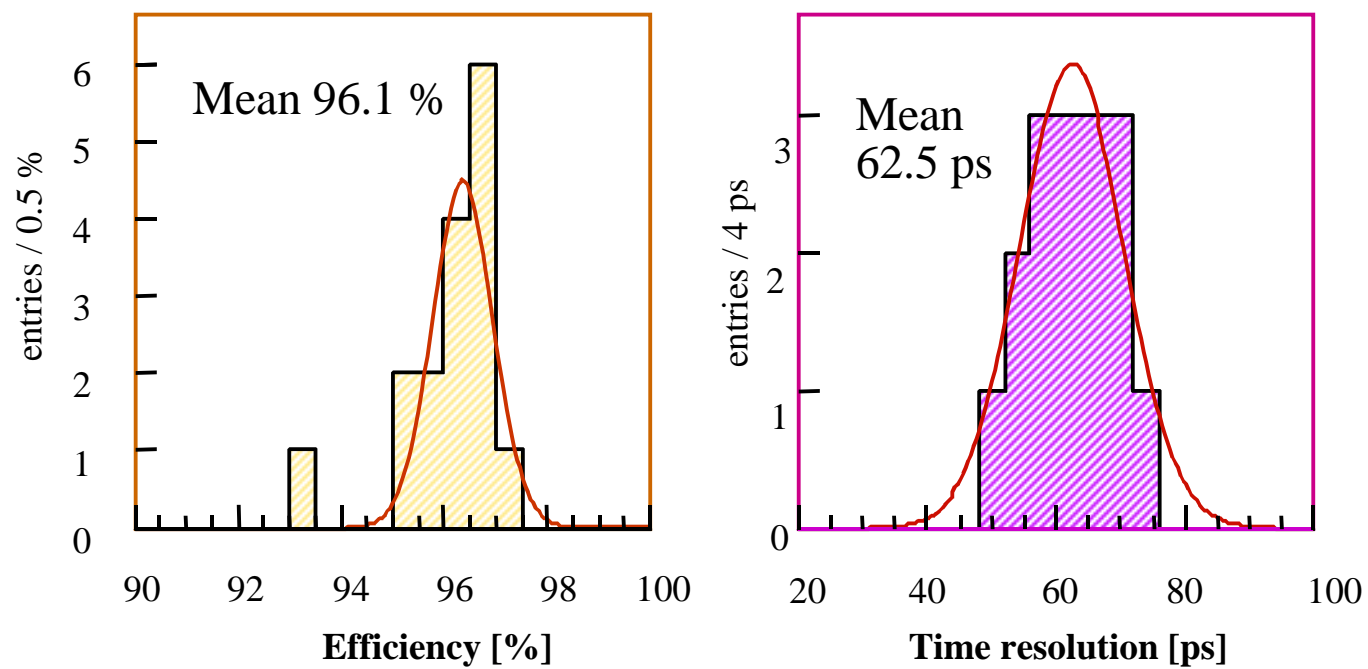 Mean 96.1 %
entries / 0.5 %
6
5
4
3
2
1
0
90 92 94 96 98 100
Efficiency [%]
Mean
62.5 ps
entries / 4 ps
3
2
1
0
20 40 60 80 100
Time resolution [ps]